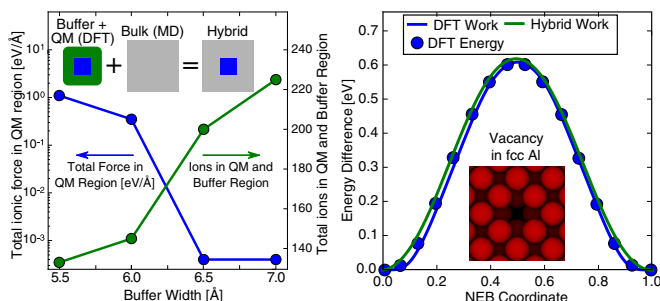 Buffer +
QM (DFT)
Bulk (MD)
Hybrid
+
=
Total ionic force in QM region [eV/Å]
10¹
10⁰
10⁻¹
10⁻²
10⁻³
Total Force in
QM Region [eV/Å]
Ions in QM and
Buffer Region
240
220
200
180
160
140
Total ions in QM and Buffer Region
5.5
6.0
6.5
7.0
Buffer Width [Å]
DFT Work
Hybrid Work
DFT Energy
Energy Difference [eV]
0.7
0.6
0.5
0.4
0.3
0.2
0.1
0.0
Vacancy
in fcc Al
0.0
0.2
0.4
0.6
0.8
1.0
NEB Coordinate